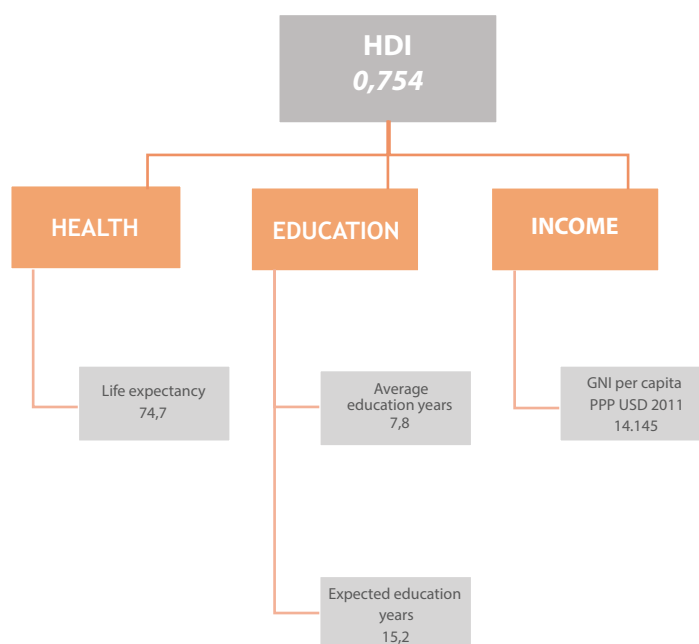 HDI
0,754
HEALTH
EDUCATION
INCOME
Life expectancy
74,7
Average
education years
7,8
GNI per capita
PPP USD 2011
14.145
Expected education
years
15,2